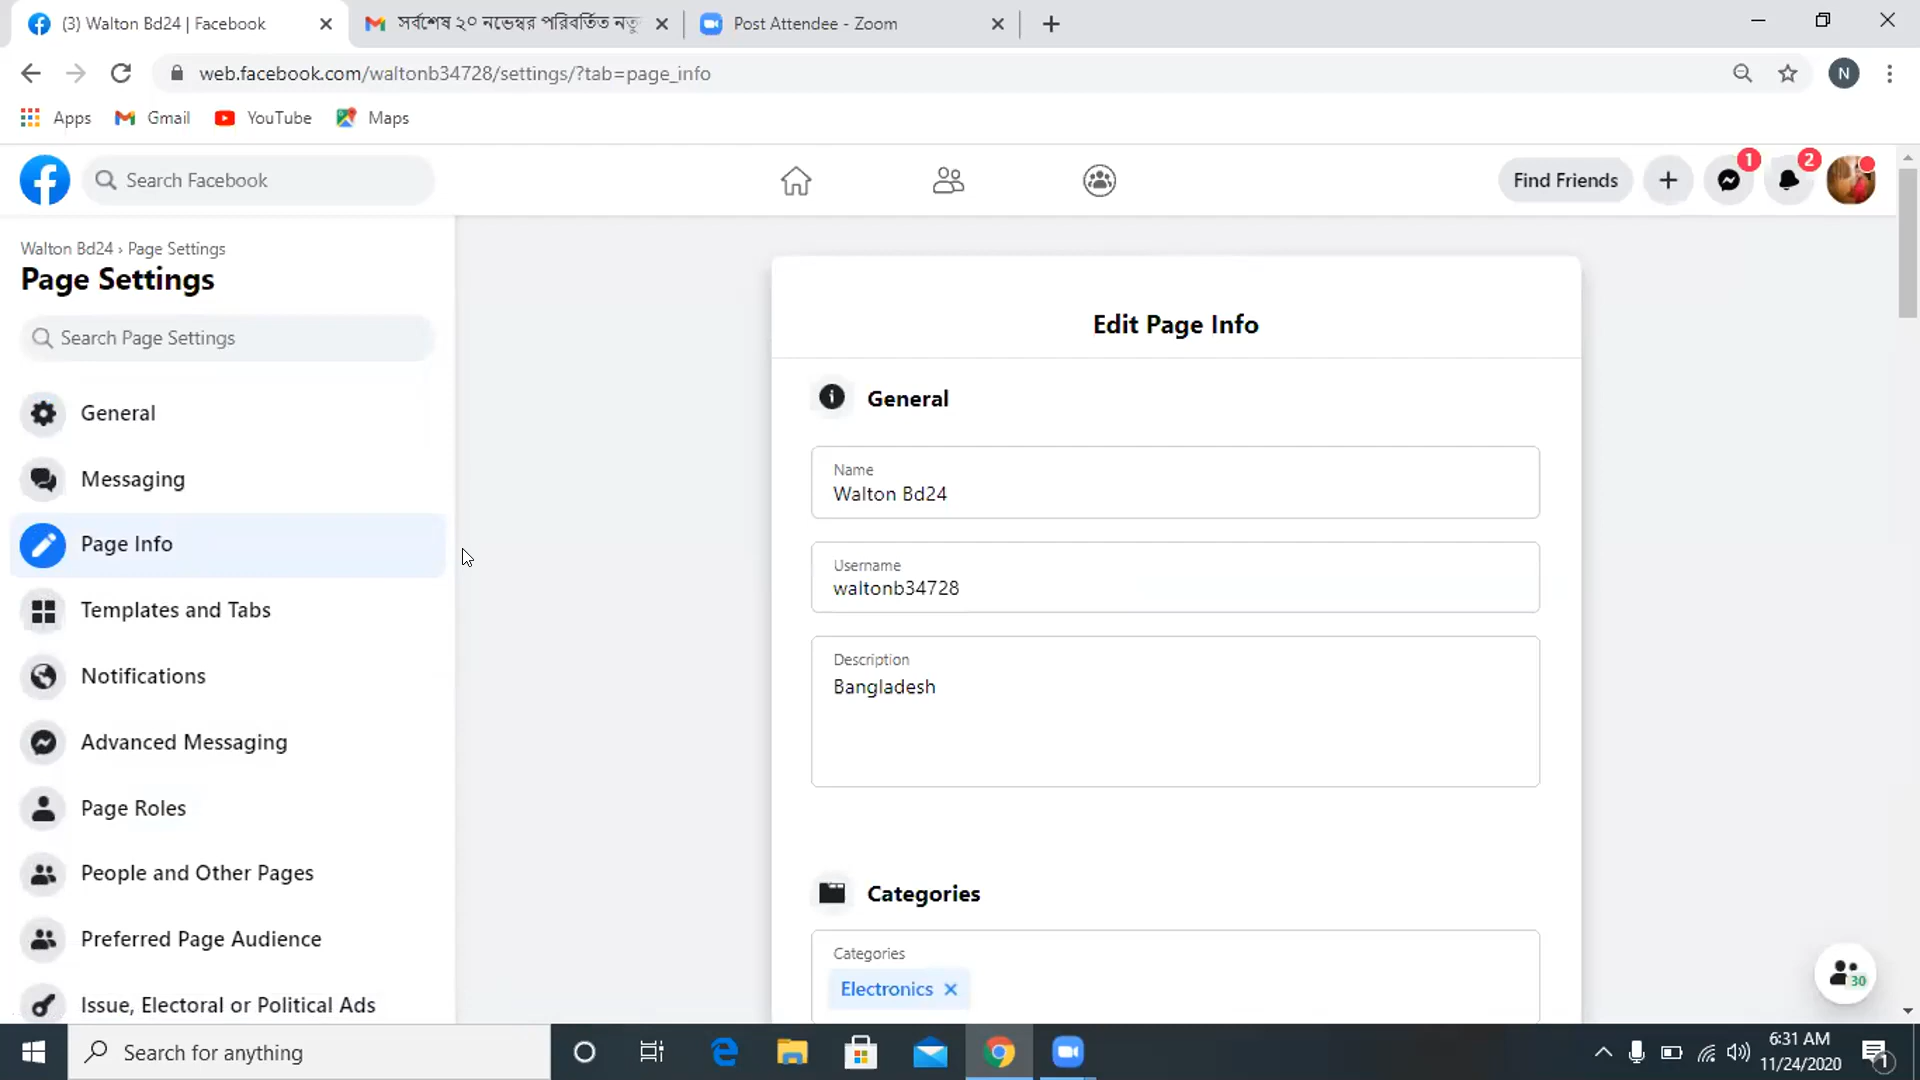 (3) Walton Bd24 | Facebook
সর্বশেষ ২০ নভেম্বর পরিবর্তিত নতু
Post Attendee - Zoom
web.facebook.com/waltonb34728/settings/?tab=page_info
N
Apps
Gmail
YouTube
Maps
Search Facebook
Find Friends
1
2
Walton Bd24 › Page Settings
Page Settings
Search Page Settings
General
Messaging
Page Info
Templates and Tabs
Notifications
Advanced Messaging
Page Roles
People and Other Pages
Preferred Page Audience
Issue, Electoral or Political Ads
Edit Page Info
General
Name
Walton Bd24
Username
waltonb34728
Description
Bangladesh
Categories
Categories
Electronics
30
Search for anything
6:31 AM
11/24/2020
1